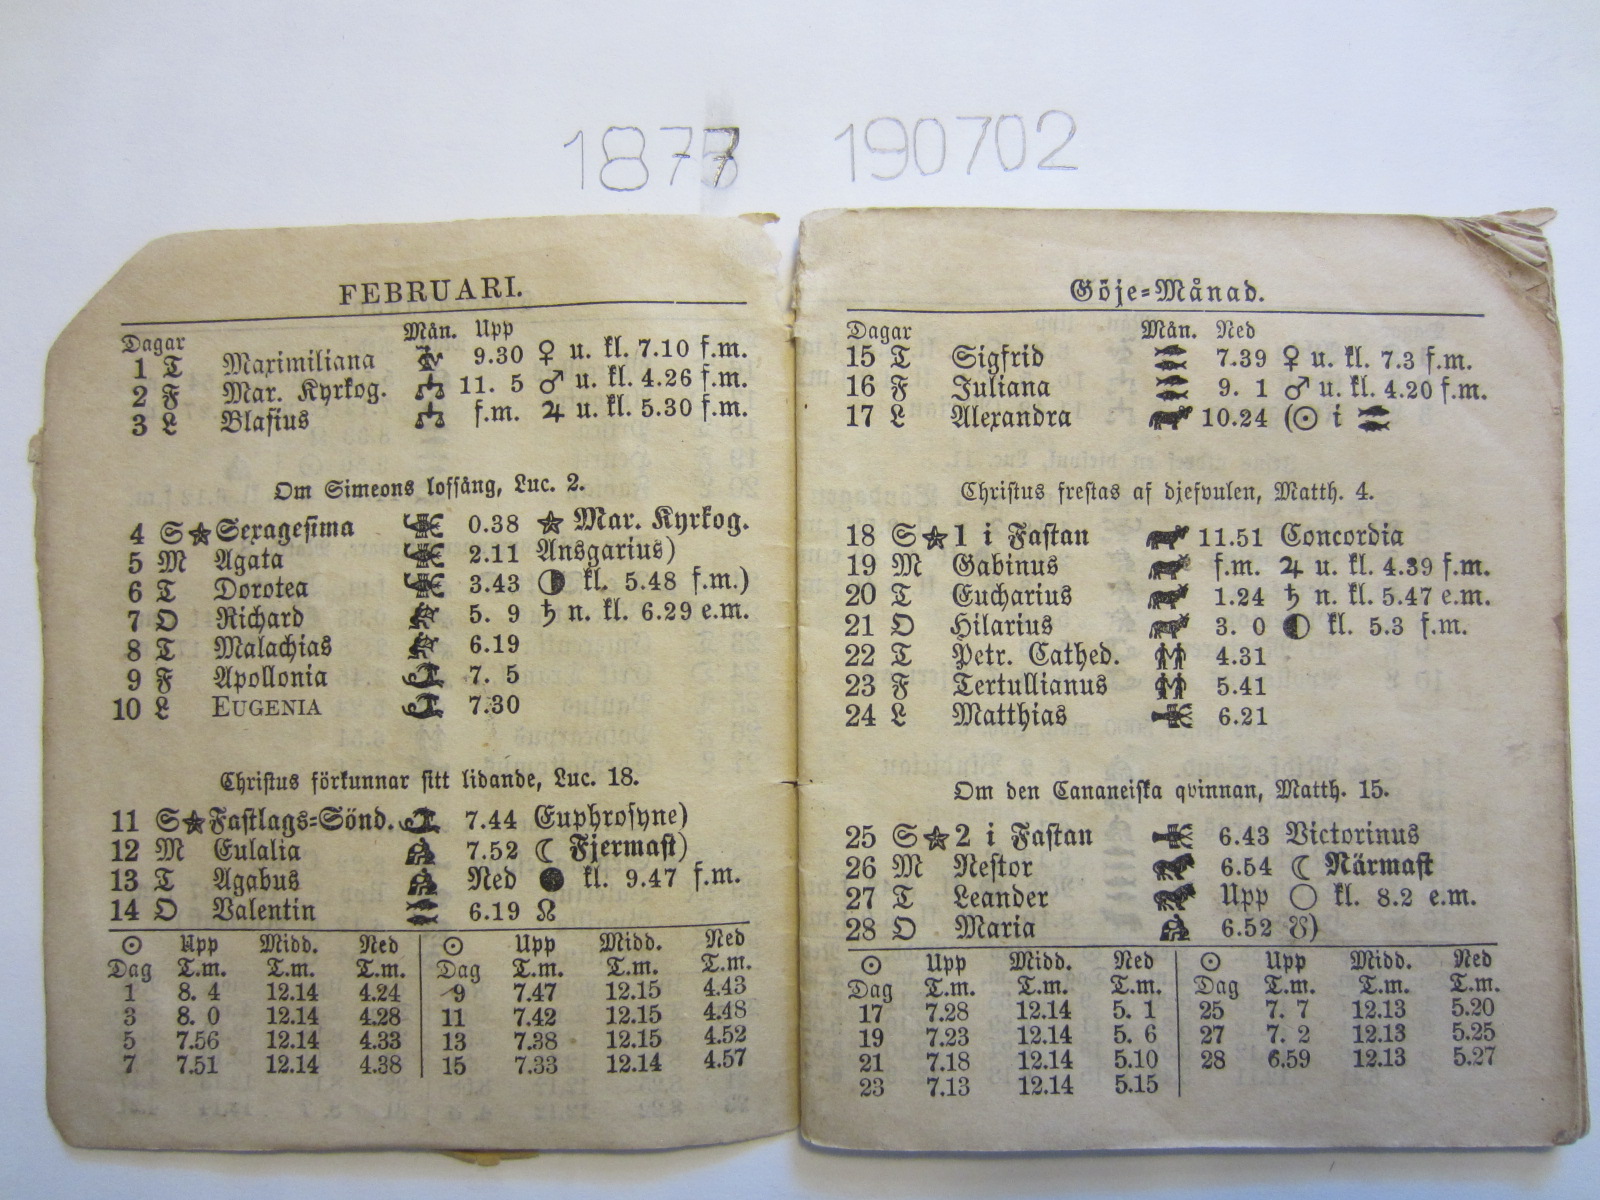 1877 190702
FEBRUARI.
Dagar Mån. Upp
1 T Maximiliana 9.30 ♀ u. kl. 7.10 f.m.
2 F Mar. Kyrkog. 11. 5 ♂ u. kl. 4.26 f.m.
3 L Blasius f.m. ♃ u. kl. 5.30 f.m.
Om Simeons lofsång, Luc. 2.
4 S★Sexagesima 0.38 ★ Mar. Kyrkog.
5 M Agata 2.11 Ansgarius)
6 T Dorotea 3.43 ◑ kl. 5.48 f.m.)
7 O Richard 5. 9 ♄ n. kl. 6.29 e.m.
8 T Malachias 6.19
9 F Apollonia 7. 5
10 L EUGENIA 7.30
Christus förkunnar sitt lidande, Luc. 18.
11 S★Fastlags=Sönd. 7.44 Euphrosyne)
12 M Eulalia 7.52 ☾ Fjermast)
13 T Agabus Ned ● kl. 9.47 f.m.
14 O Valentin 6.19 ☊
☉ Upp Midd. Ned ☉ Upp Midd. Ned
Dag T.m. T.m. T.m. Dag T.m. T.m. T.m.
1 8. 4 12.14 4.24 9 7.47 12.15 4.43
3 8. 0 12.14 4.28 11 7.42 12.15 4.48
5 7.56 12.14 4.33 13 7.38 12.15 4.52
7 7.51 12.14 4.38 15 7.33 12.14 4.57
Göje=Månad.
Dagar Mån. Ned
15 T Sigfrid 7.39 ♀ u. kl. 7.3 f.m.
16 F Juliana 9. 1 ♂ u. kl. 4.20 f.m.
17 L Alexandra 10.24 (☉ i ♓
Christus frestas af djefvulen, Matth. 4.
18 S★1 i Fastan 11.51 Concordia
19 M Gabinus f.m. ♃ u. kl. 4.39 f.m.
20 T Eucharius 1.24 ♄ n. kl. 5.47 e.m.
21 O Hilarius 3. 0 ◐ kl. 5.3 f.m.
22 T Petr. Cathed. 4.31
23 F Tertullianus 5.41
24 L Matthias 6.21
Om den Cananeiska qvinnan, Matth. 15.
25 S★2 i Fastan 6.43 Victorinus
26 M Nestor 6.54 ☾ Närmast
27 T Leander Upp ○ kl. 8.2 e.m.
28 O Maria 6.52 ☋)
☉ Upp Midd. Ned ☉ Upp Midd. Ned
Dag T.m. T.m. T.m. Dag T.m. T.m. T.m.
17 7.28 12.14 5. 1 25 7. 7 12.13 5.20
19 7.23 12.14 5. 6 27 7. 2 12.13 5.25
21 7.18 12.14 5.10 28 6.59 12.13 5.27
23 7.13 12.14 5.15